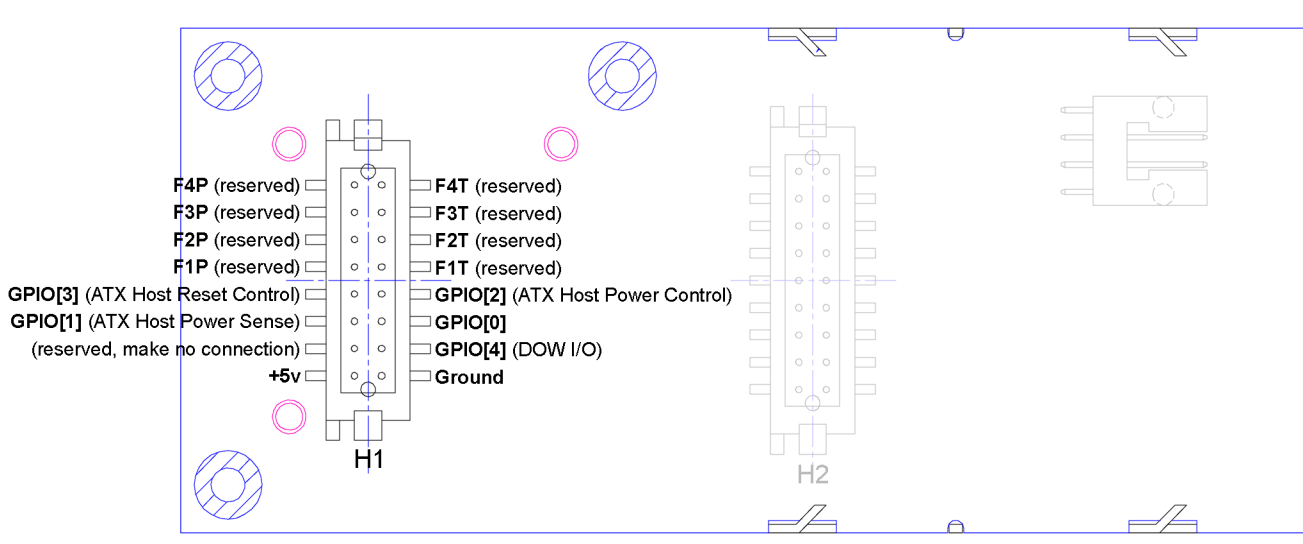 F4P (reserved) F4T (reserved)
F3P (reserved) F3T (reserved)
F2P (reserved) F2T (reserved)
F1P (reserved) F1T (reserved)
GPIO[3] (ATX Host Reset Control) GPIO[2] (ATX Host Power Control)
GPIO[1] (ATX Host Power Sense) GPIO[0]
(reserved, make no connection) GPIO[4] (DOW I/O)
+5v Ground
H1
H2